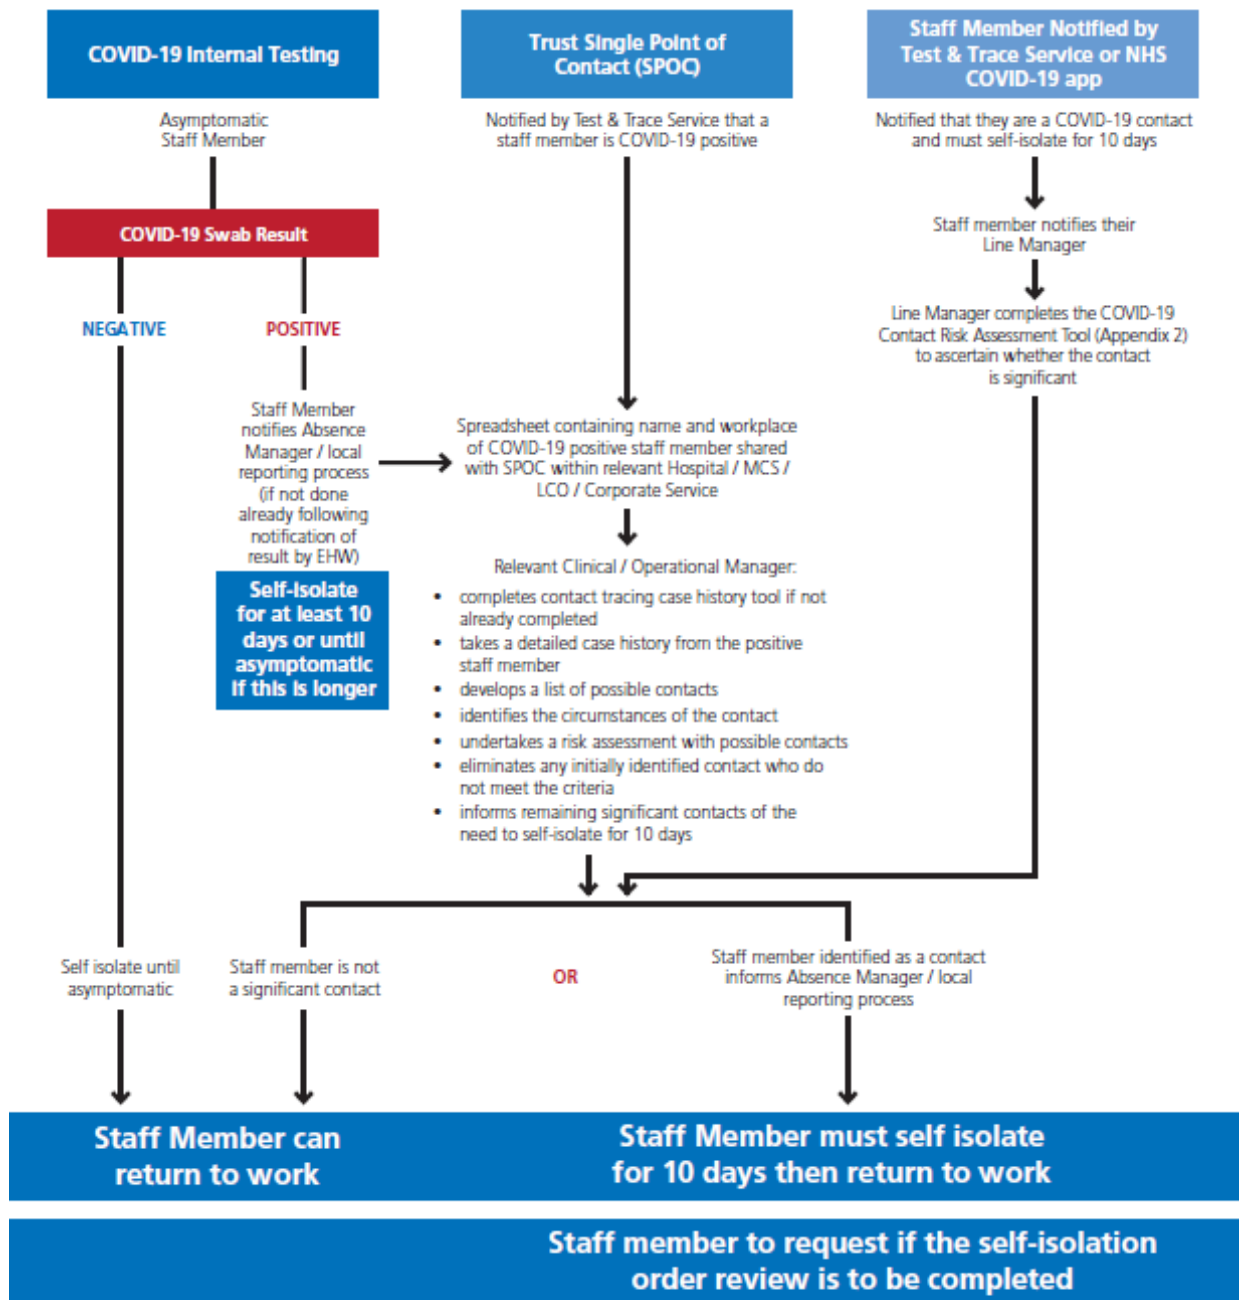 COVID-19 Internal Testing
Asymptomatic
Staff Member
COVID-19 Swab Result
NEGATIVE
POSITIVE
Staff Member
notifies Absence
Manager / local
reporting process
(if not done
already following
notification of
result by EHW)
Self-isolate
for at least 10
days or until
asymptomatic
if this is longer
Trust Single Point of
Contact (SPOC)
Notified by Test & Trace Service that a
staff member is COVID-19 positive
Spreadsheet containing name and workplace
of COVID-19 positive staff member shared
with SPOC within relevant Hospital / MCS /
LCO / Corporate Service
Relevant Clinical / Operational Manager:
• completes contact tracing case history tool if not
already completed
• takes a detailed case history from the positive
staff member
• develops a list of possible contacts
• identifies the circumstances of the contact
• undertakes a risk assessment with possible contacts
• eliminates any initially identified contact who do
not meet the criteria
• informs remaining significant contacts of the
need to self-isolate for 10 days
Staff Member Notified by
Test & Trace Service or NHS
COVID-19 app
Notified that they are a COVID-19 contact
and must self-isolate for 10 days
Staff member notifies their
Line Manager
Line Manager completes the COVID-19
Contact Risk Assessment Tool (Appendix 2)
to ascertain whether the contact
is significant
Self isolate until
asymptomatic
Staff member is not
a significant contact
OR
Staff member identified as a contact
informs Absence Manager / local
reporting process
Staff Member can
return to work
Staff Member must self isolate
for 10 days then return to work
Staff member to request if the self-isolation
order review is to be completed